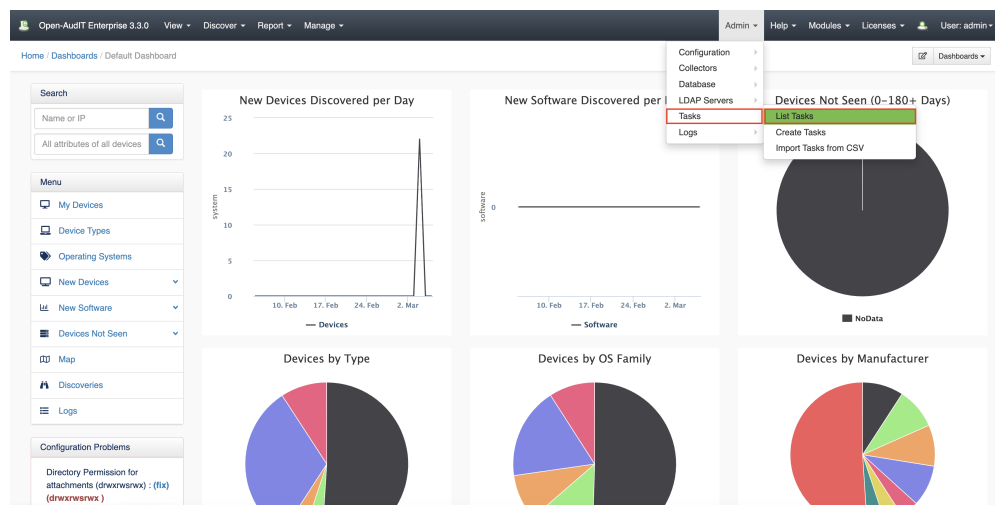 Open-AudIT Enterprise 3.3.0 View Discover Report Manage Admin Help Modules Licenses User: admin
Home / Dashboards / Default Dashboard
Dashboards
Configuration
Collectors
Database
LDAP Servers
Tasks
Logs
List Tasks
Create Tasks
Import Tasks from CSV
Search
Name or IP
All attributes of all devices
Menu
My Devices
Device Types
Operating Systems
New Devices
New Software
Devices Not Seen
Map
Discoveries
Logs
Configuration Problems
Directory Permission for
attachments (drwxrwsrwx) : (fix)
(drwxrwsrwx )
New Devices Discovered per Day
25
20
15
10
5
0
system
10. Feb 17. Feb 24. Feb 2. Mar
Devices
New Software Discovered per
software
0
10. Feb 17. Feb 24. Feb 2. Mar
Software
Devices Not Seen (0-180+ Days)
NoData
Devices by Type
Devices by OS Family
Devices by Manufacturer